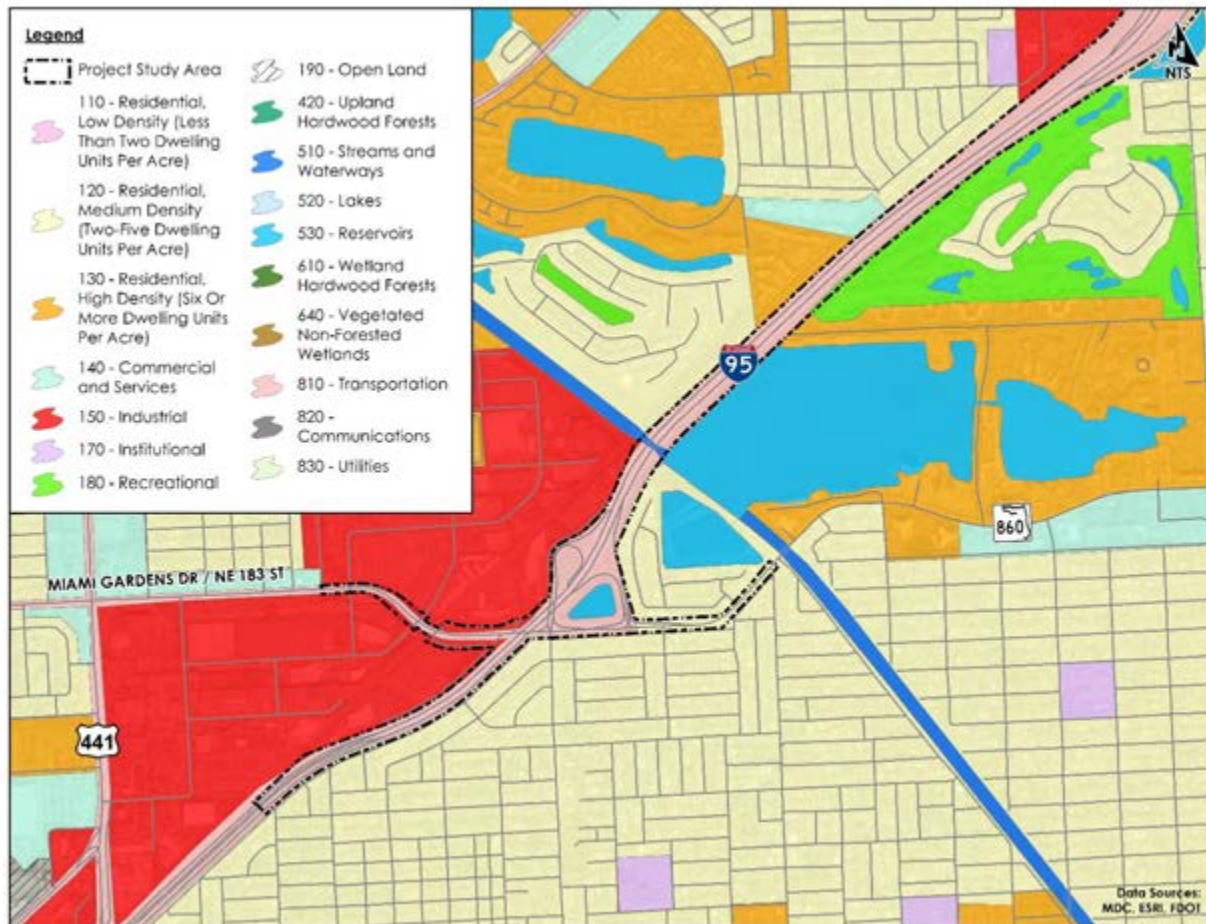 Legend
Project Study Area
110 - Residential,
Low Density (Less
Than Two Dwelling
Units Per Acre)
120 - Residential,
Medium Density
(Two-Five Dwelling
Units Per Acre)
130 - Residential,
High Density (Six Or
More Dwelling Units
Per Acre)
140 - Commercial
and Services
150 - Industrial
170 - Institutional
180 - Recreational
190 - Open Land
420 - Upland
Hardwood Forests
510 - Streams and
Waterways
520 - Lakes
530 - Reservoirs
610 - Wetland
Hardwood Forests
640 - Vegetated
Non-Forested
Wetlands
810 - Transportation
820 -
Communications
830 - Utilities
N
NTS
95
860
MIAMI GARDENS DR / NE 183 ST
441
Data Sources:
MDC, ESRI, FDOT